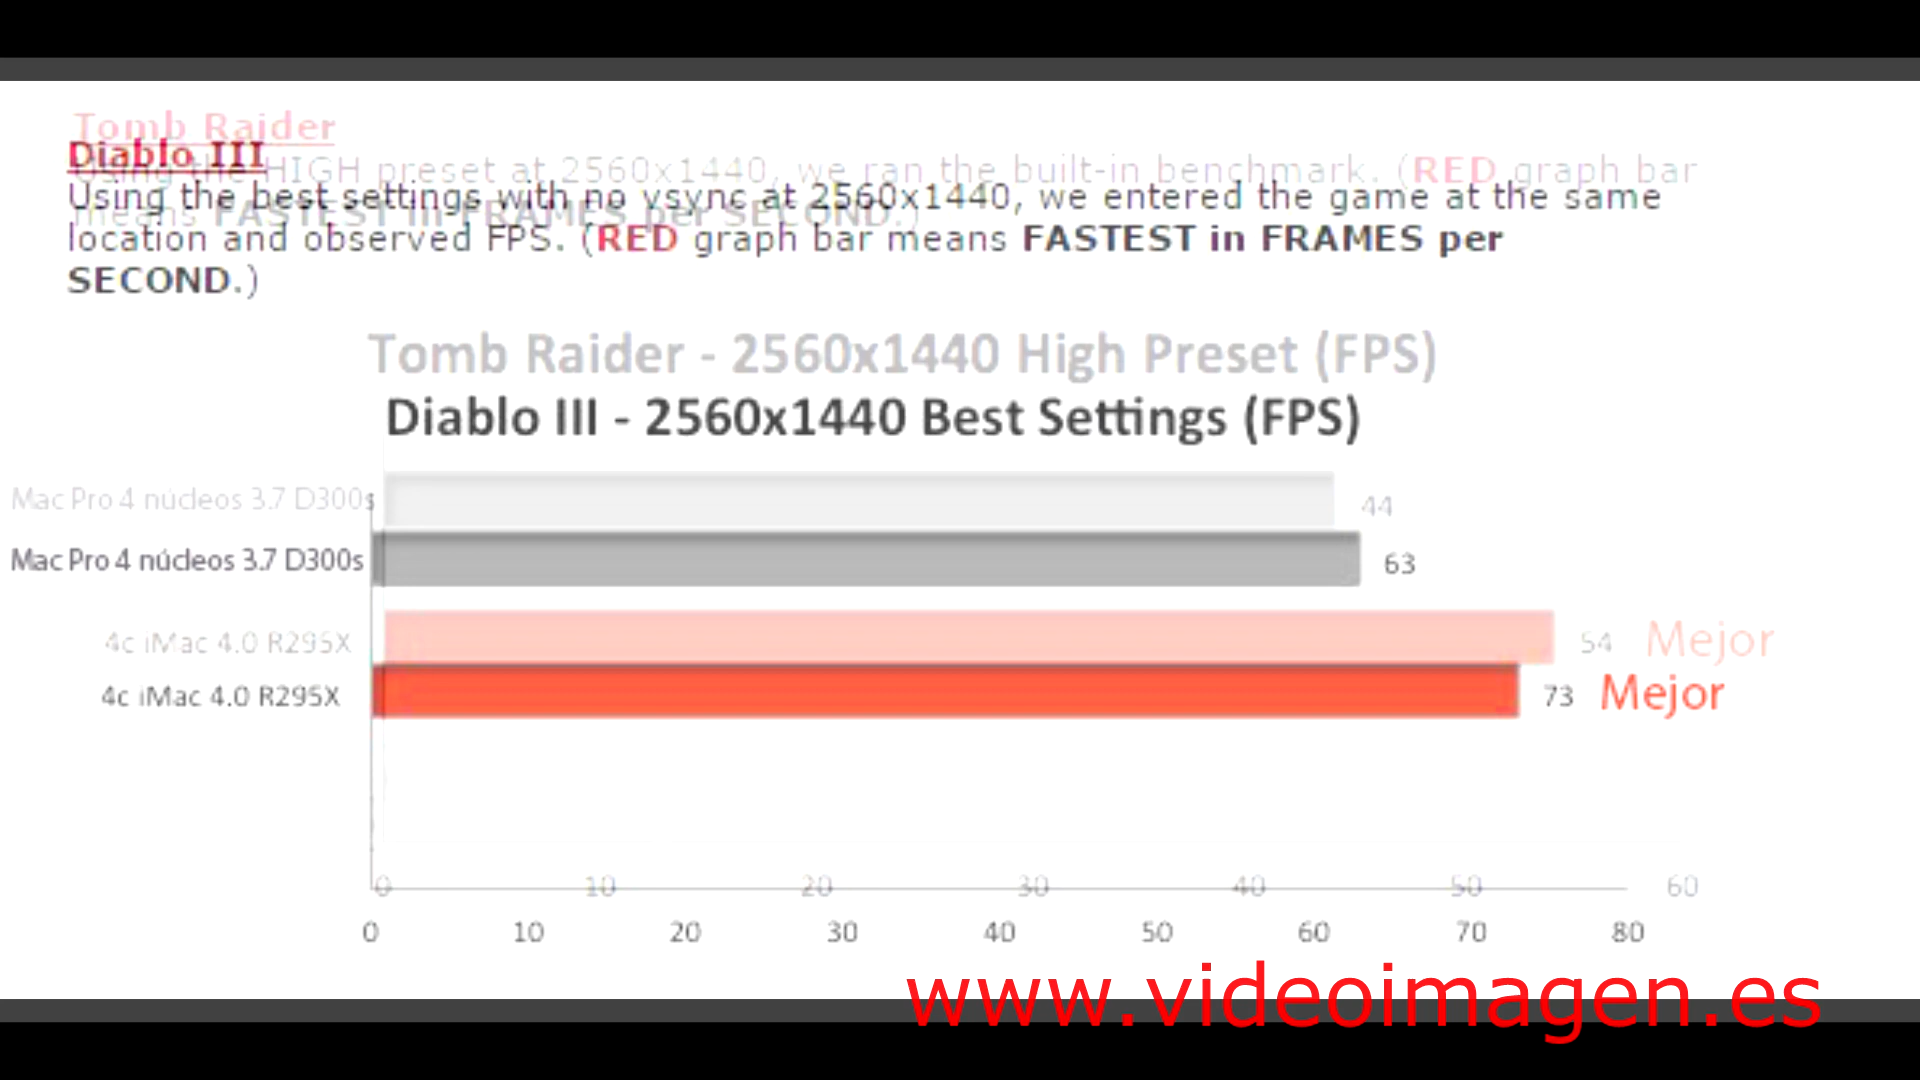 Tomb Raider
Using the HIGH preset at 2560x1440, we ran the built-in benchmark. (RED graph bar
means FASTEST in FRAMES per SECOND.)
Diablo III
Using the best settings with no vsync at 2560x1440, we entered the game at the same
location and observed FPS. (RED graph bar means FASTEST in FRAMES per
SECOND.)
Tomb Raider - 2560x1440 High Preset (FPS)
Diablo III - 2560x1440 Best Settings (FPS)
Mac Pro 4 núcleos 3.7 D300s 44
Mac Pro 4 núcleos 3.7 D300s 63
4c iMac 4.0 R295X 54 Mejor
4c iMac 4.0 R295X 73 Mejor
0 10 20 30 40 50 60
0 10 20 30 40 50 60 70 80
www.videoimagen.es